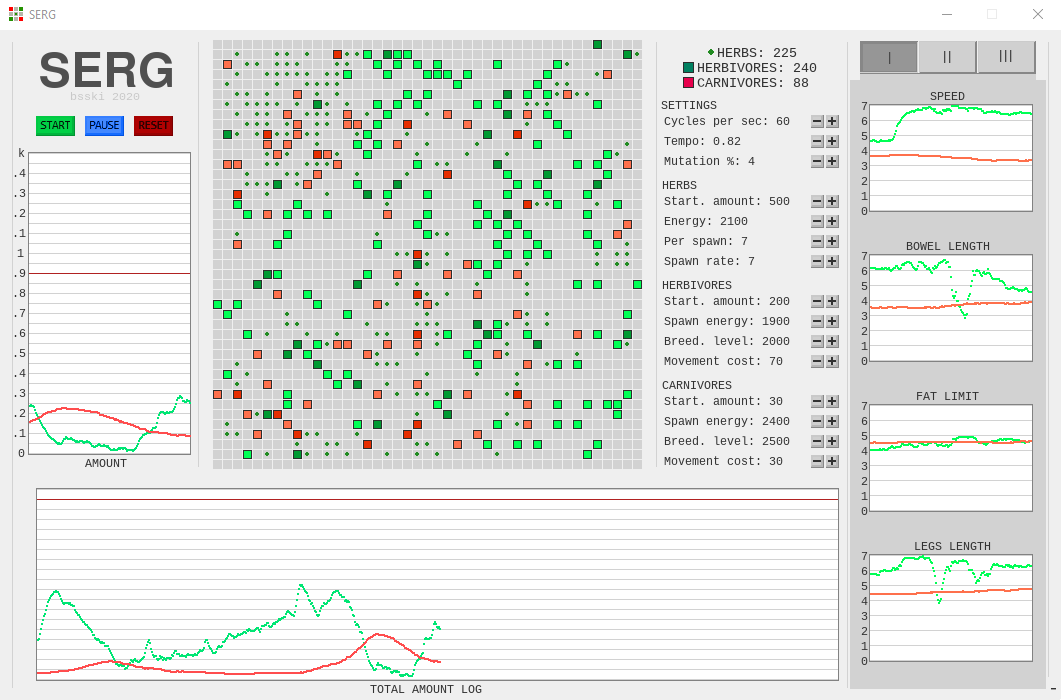 SERG
SERG
bsski 2020
START PAUSE RESET
k
.4
.3
.2
.1
1
.9
.8
.7
.6
.5
.4
.3
.2
.1
0
AMOUNT
HERBS: 225
HERBIVORES: 240
CARNIVORES: 88
SETTINGS
Cycles per sec: 60
Tempo: 0.82
Mutation %: 4
HERBS
Start. amount: 500
Energy: 2100
Per spawn: 7
Spawn rate: 7
HERBIVORES
Start. amount: 200
Spawn energy: 1900
Breed. level: 2000
Movement cost: 70
CARNIVORES
Start. amount: 30
Spawn energy: 2400
Breed. level: 2500
Movement cost: 30
| || |||
SPEED
7
6
5
4
3
2
1
0
BOWEL LENGTH
7
6
5
4
3
2
1
0
FAT LIMIT
7
6
5
4
3
2
1
0
LEGS LENGTH
7
6
5
4
3
2
1
0
TOTAL AMOUNT LOG